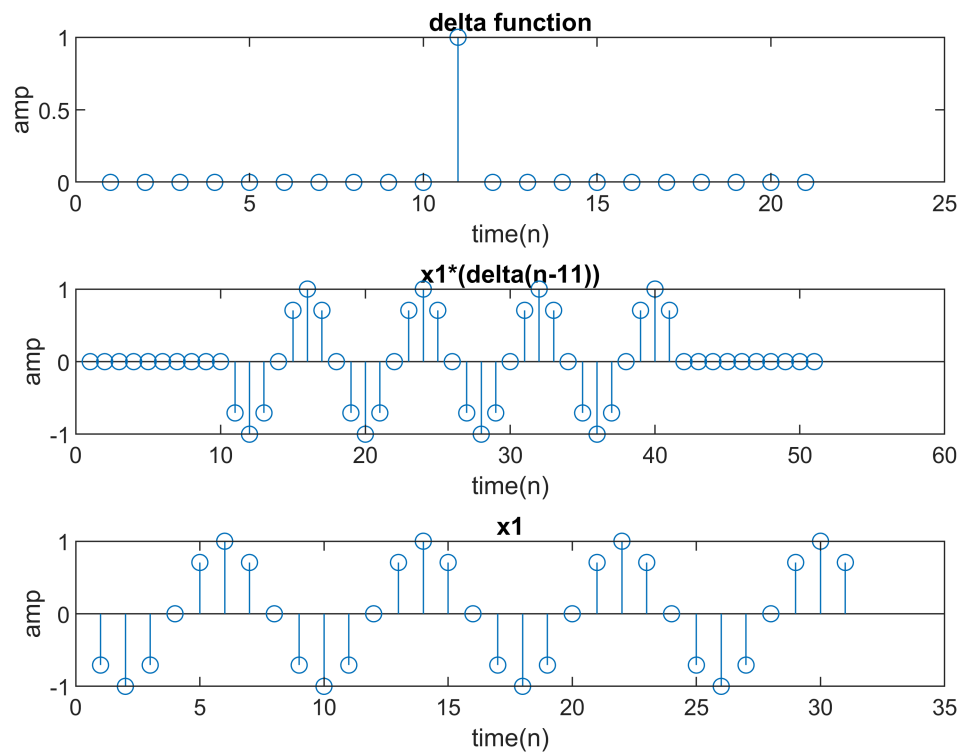 delta function
1
0.5
0
amp
0 5 10 15 20 25
time(n)
x1*(delta(n-11))
1
0
-1
amp
0 10 20 30 40 50 60
time(n)
x1
1
0
-1
amp
0 5 10 15 20 25 30 35
time(n)